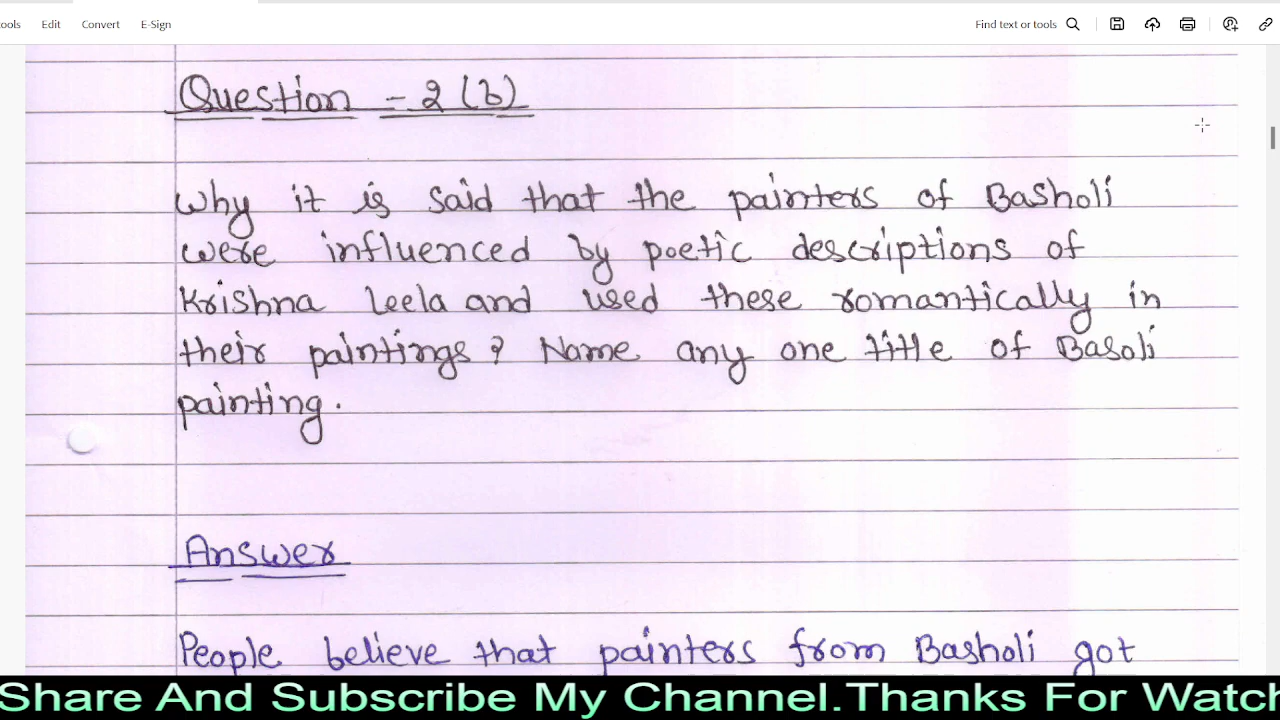 ools Edit Convert E-Sign Find text or tools
Question - 2 (b)
Why it is said that the painters of Basholi
were influenced by poetic descriptions of
Krishna Leela and used these romantically in
their paintings? Name any one title of Basoli
painting.
Answer
People believe that painters from Basholi got
Share And Subscribe My Channel.Thanks For Watch